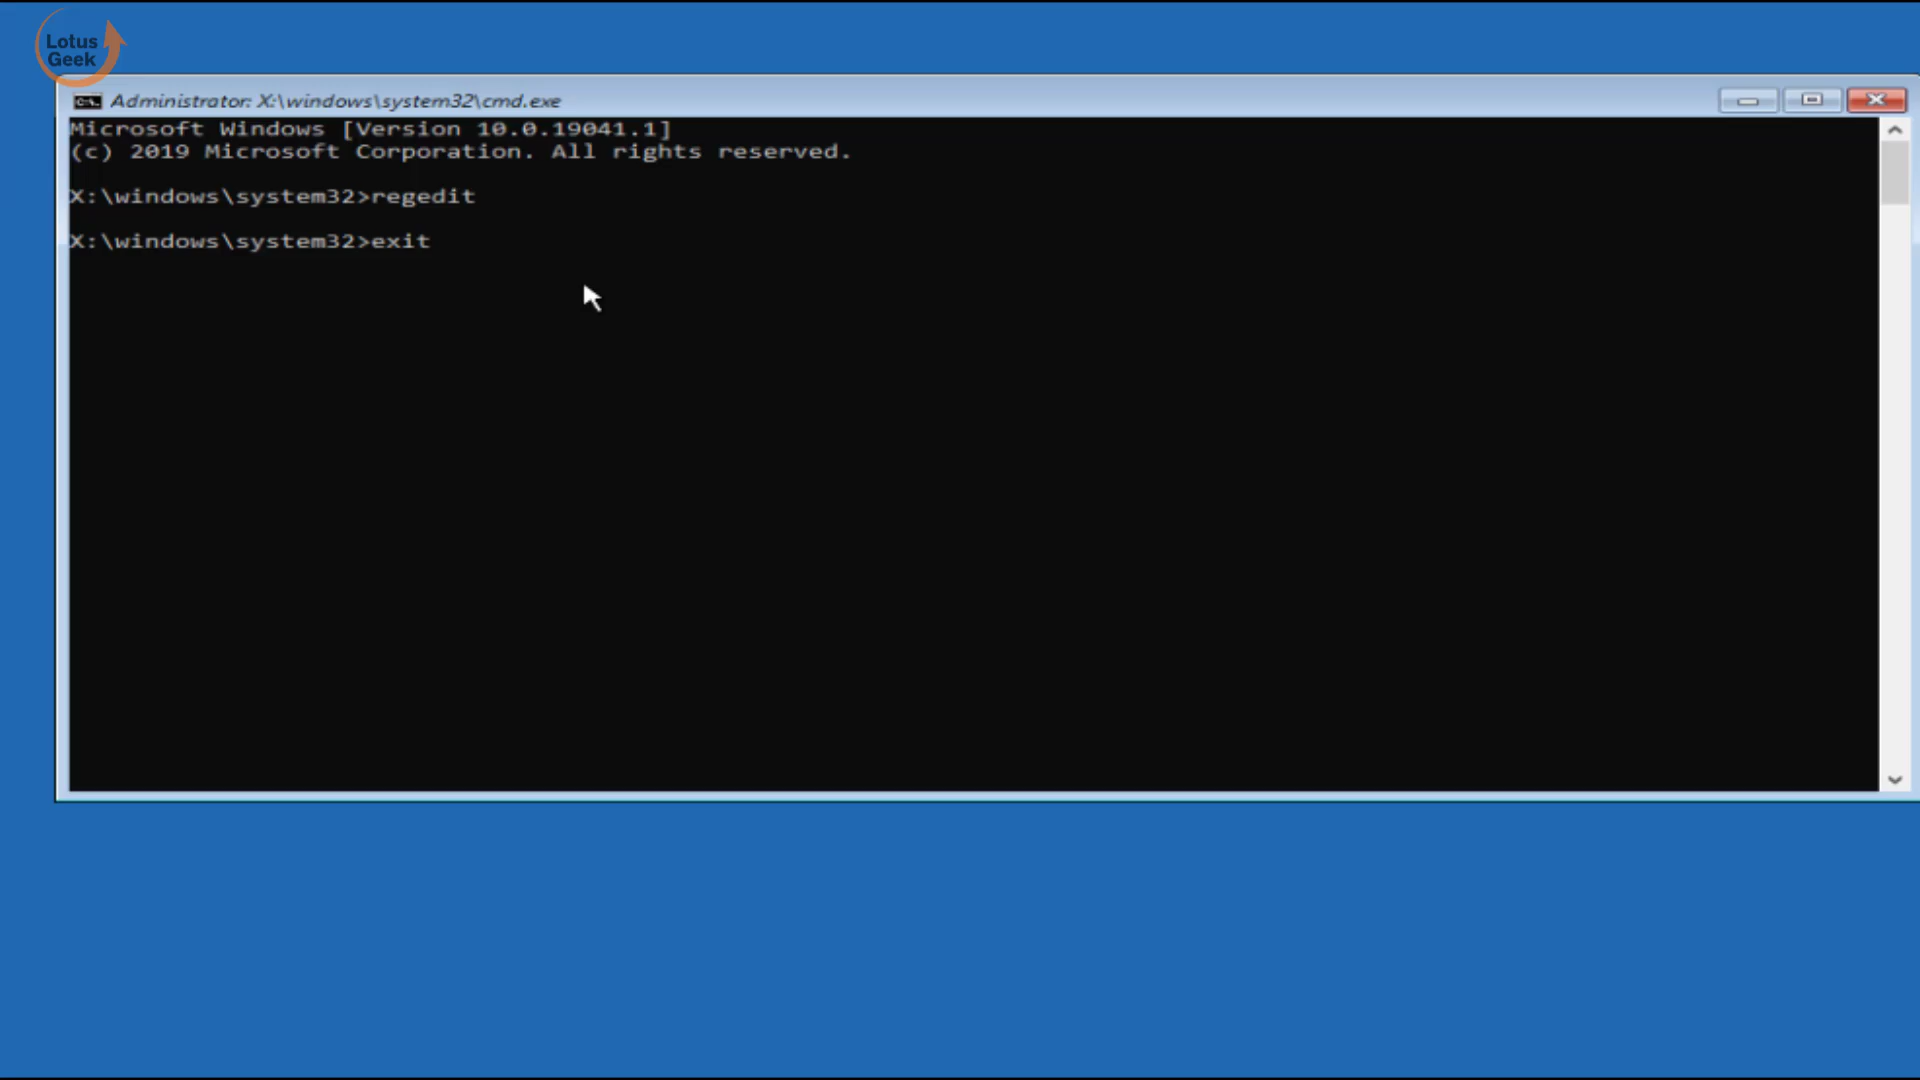 Lotus
Geek
Administrator: X:\windows\system32\cmd.exe
Microsoft Windows [Version 10.0.19041.1]
(c) 2019 Microsoft Corporation. All rights reserved.
X:\windows\system32>regedit
X:\windows\system32>exit